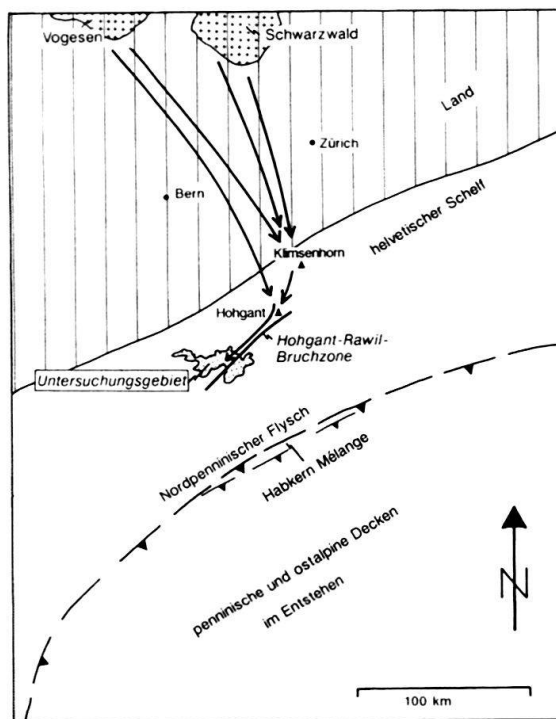 Vogesen
Schwarzwald
Land
Zürich
Bern
helvetischer Schelf
Klimsenhorn
Hohgant
Hohgant-Rawil-
Bruchzone
Untersuchungsgebiet
Nordpenninischer Flysch
Habkern Mélange
penninische und ostalpine Decken
im Entstehen
N
100 km